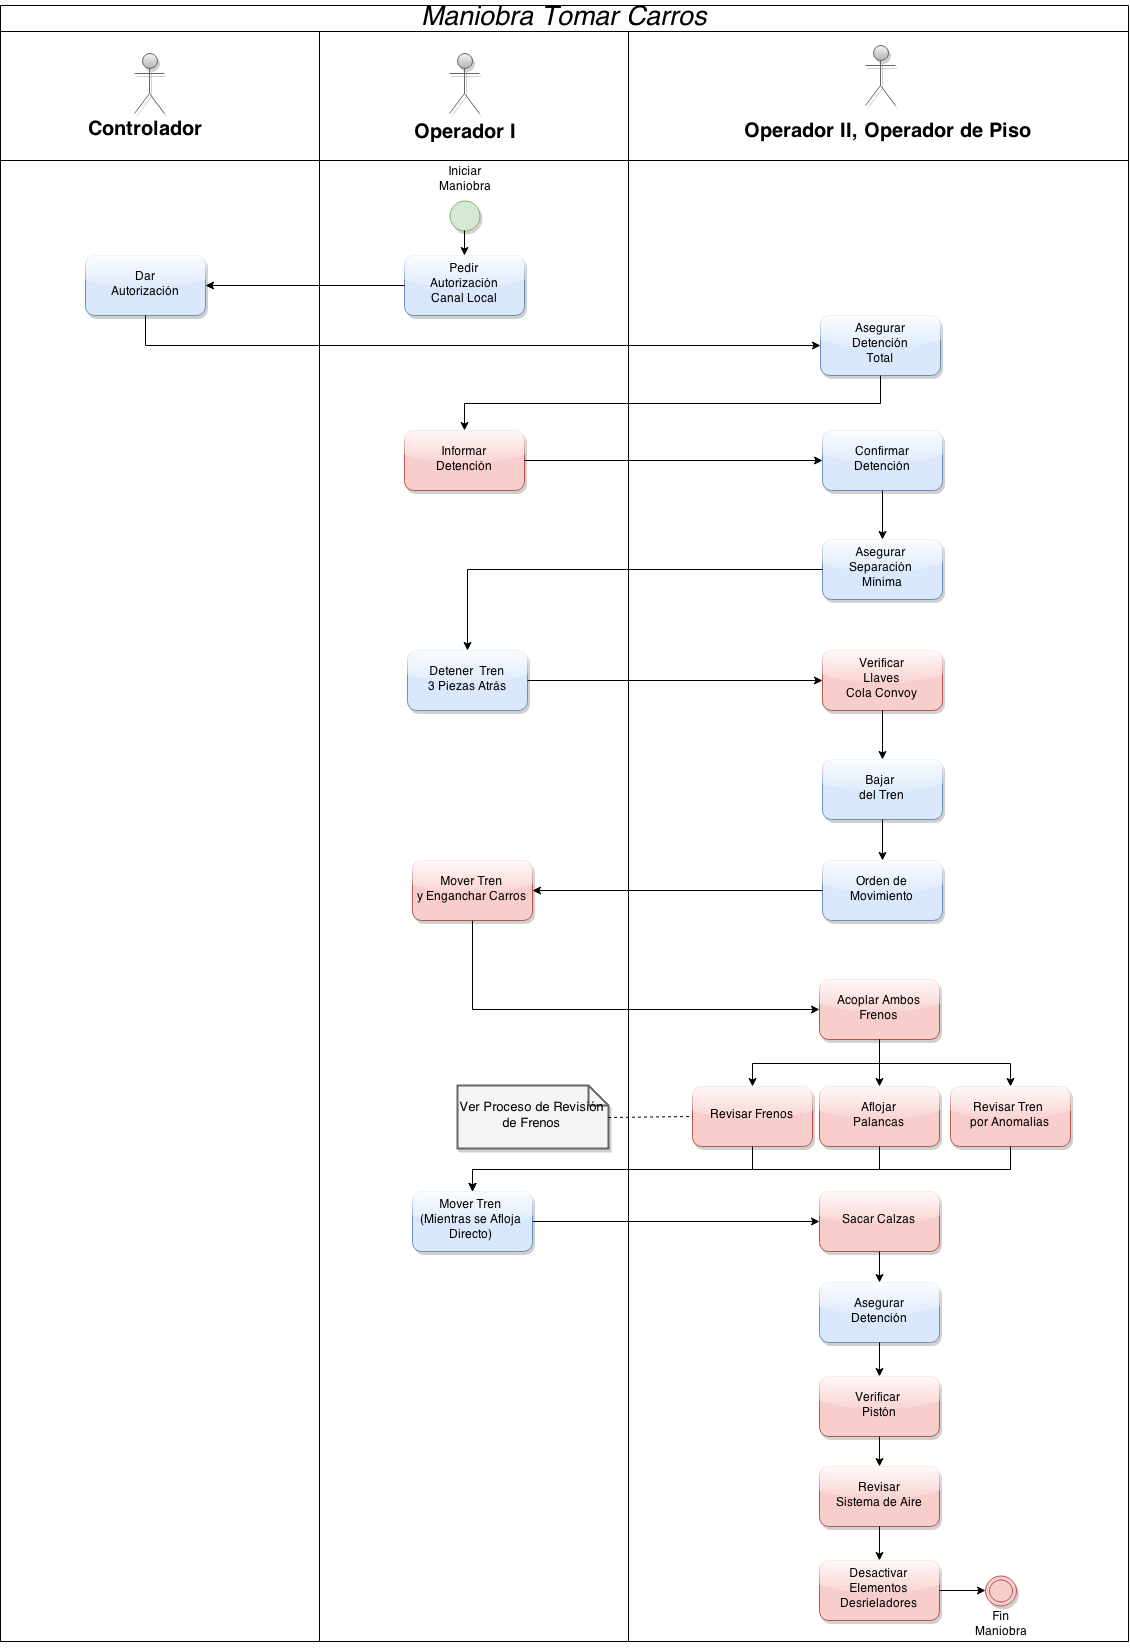 Maniobra Tomar Carros
Controlador
Operador I
Operador II, Operador de Piso
Iniciar
Maniobra
Dar
Autorización
Pedir
Autorización
Canal Local
Asegurar
Detención
Total
Informar
Detención
Confirmar
Detención
Asegurar
Separación
Mínima
Detener Tren
3 Piezas Atrás
Verificar
Llaves
Cola Convoy
Bajar
del Tren
Mover Tren
y Enganchar Carros
Orden de
Movimiento
Acoplar Ambos
Frenos
Ver Proceso de Revisión
de Frenos
Revisar Frenos
Aflojar
Palancas
Revisar Tren
por Anomalías
Mover Tren
(Mientras se Afloja
Directo)
Sacar Calzas
Asegurar
Detención
Verificar
Pistón
Revisar
Sistema de Aire
Desactivar
Elementos
Desrieladores
Fin
Maniobra